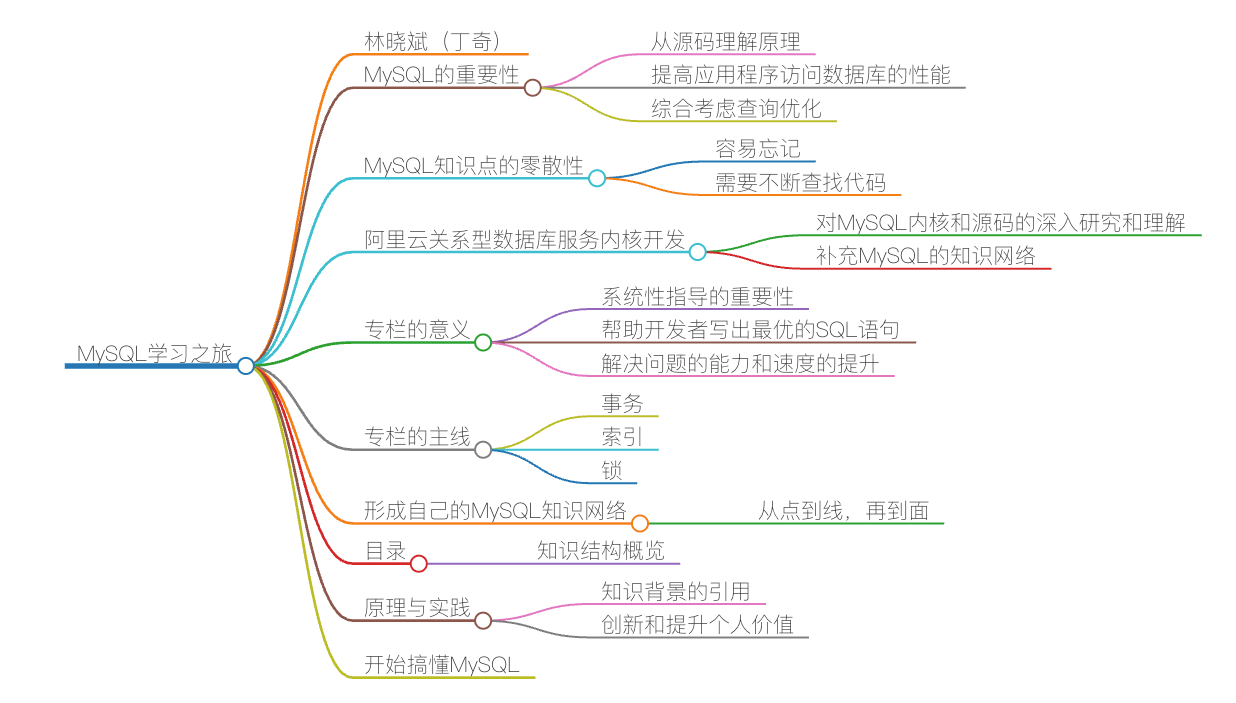 MySQL学习之旅
林晓斌（丁奇）
MySQL的重要性
从源码理解原理
提高应用程序访问数据库的性能
综合考虑查询优化
MySQL知识点的零散性
容易忘记
需要不断查找代码
阿里云关系型数据库服务内核开发
对MySQL内核和源码的深入研究和理解
补充MySQL的知识网络
专栏的意义
系统性指导的重要性
帮助开发者写出最优的SQL语句
解决问题的能力和速度的提升
专栏的主线
事务
索引
锁
形成自己的MySQL知识网络
从点到线，再到面
目录
知识结构概览
原理与实践
知识背景的引用
创新和提升个人价值
开始搞懂MySQL